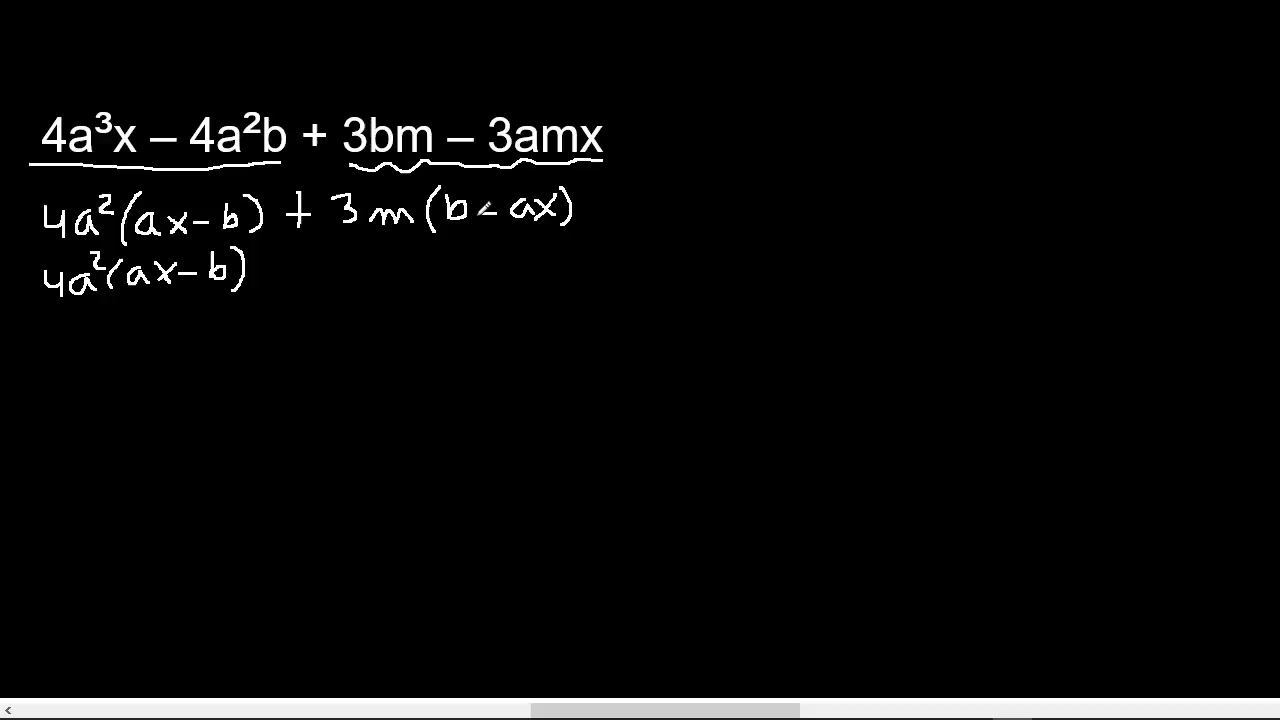 4a³x – 4a²b + 3bm – 3amx
4a²(ax-b) + 3m(b-ax)
4a²(ax-b)